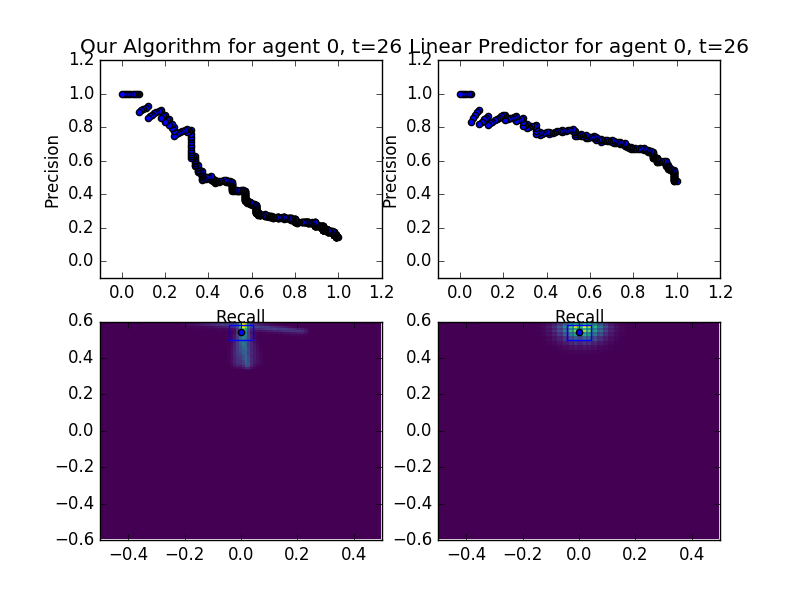 Our Algorithm for agent 0, t=26
Linear Predictor for agent 0, t=26
1.2
1.0
0.8
0.6
0.4
0.2
0.0
Precision
0.0 0.2 0.4 0.6 0.8 1.0 1.2
Recall
1.2
1.0
0.8
0.6
0.4
0.2
0.0
Precision
0.0 0.2 0.4 0.6 0.8 1.0 1.2
Recall
0.6
0.4
0.2
0.0
−0.2
−0.4
−0.6
−0.4 −0.2 0.0 0.2 0.4
0.6
0.4
0.2
0.0
−0.2
−0.4
−0.6
−0.4 −0.2 0.0 0.2 0.4